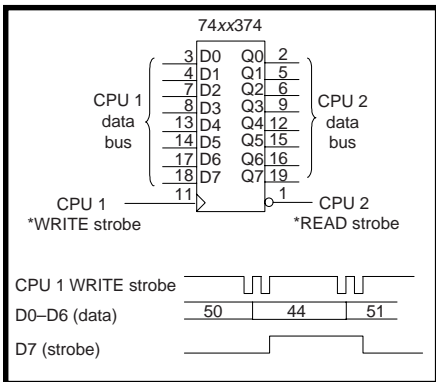 74xx374
3 D0 Q0 2
4 D1 Q1 5
7 D2 Q2 6
8 D3 Q3 9
13 D4 Q4 12
14 D5 Q5 15
17 D6 Q6 16
18 D7 Q7 19
CPU 1
data
bus
CPU 2
data
bus
11
1
CPU 1
*WRITE strobe
CPU 2
*READ strobe
CPU 1 WRITE strobe
D0–D6 (data) 50 44 51
D7 (strobe)